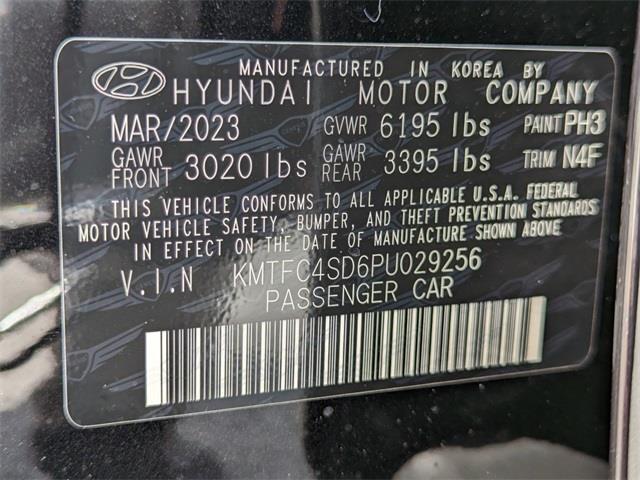 MANUFACTURED IN KOREA BY
HYUNDAI MOTOR COMPANY
MAR/2023 GVWR 6195 lbs PAINT PH3
GAWR FRONT 3020 lbs GAWR REAR 3395 lbs TRIM N4F
THIS VEHICLE CONFORMS TO ALL APPLICABLE U.S.A. FEDERAL
MOTOR VEHICLE SAFETY, BUMPER, AND THEFT PREVENTION STANDARDS
IN EFFECT ON THE DATE OF MANUFACTURE SHOWN ABOVE
V.I.N KMTFC4SD6PU029256
PASSENGER CAR